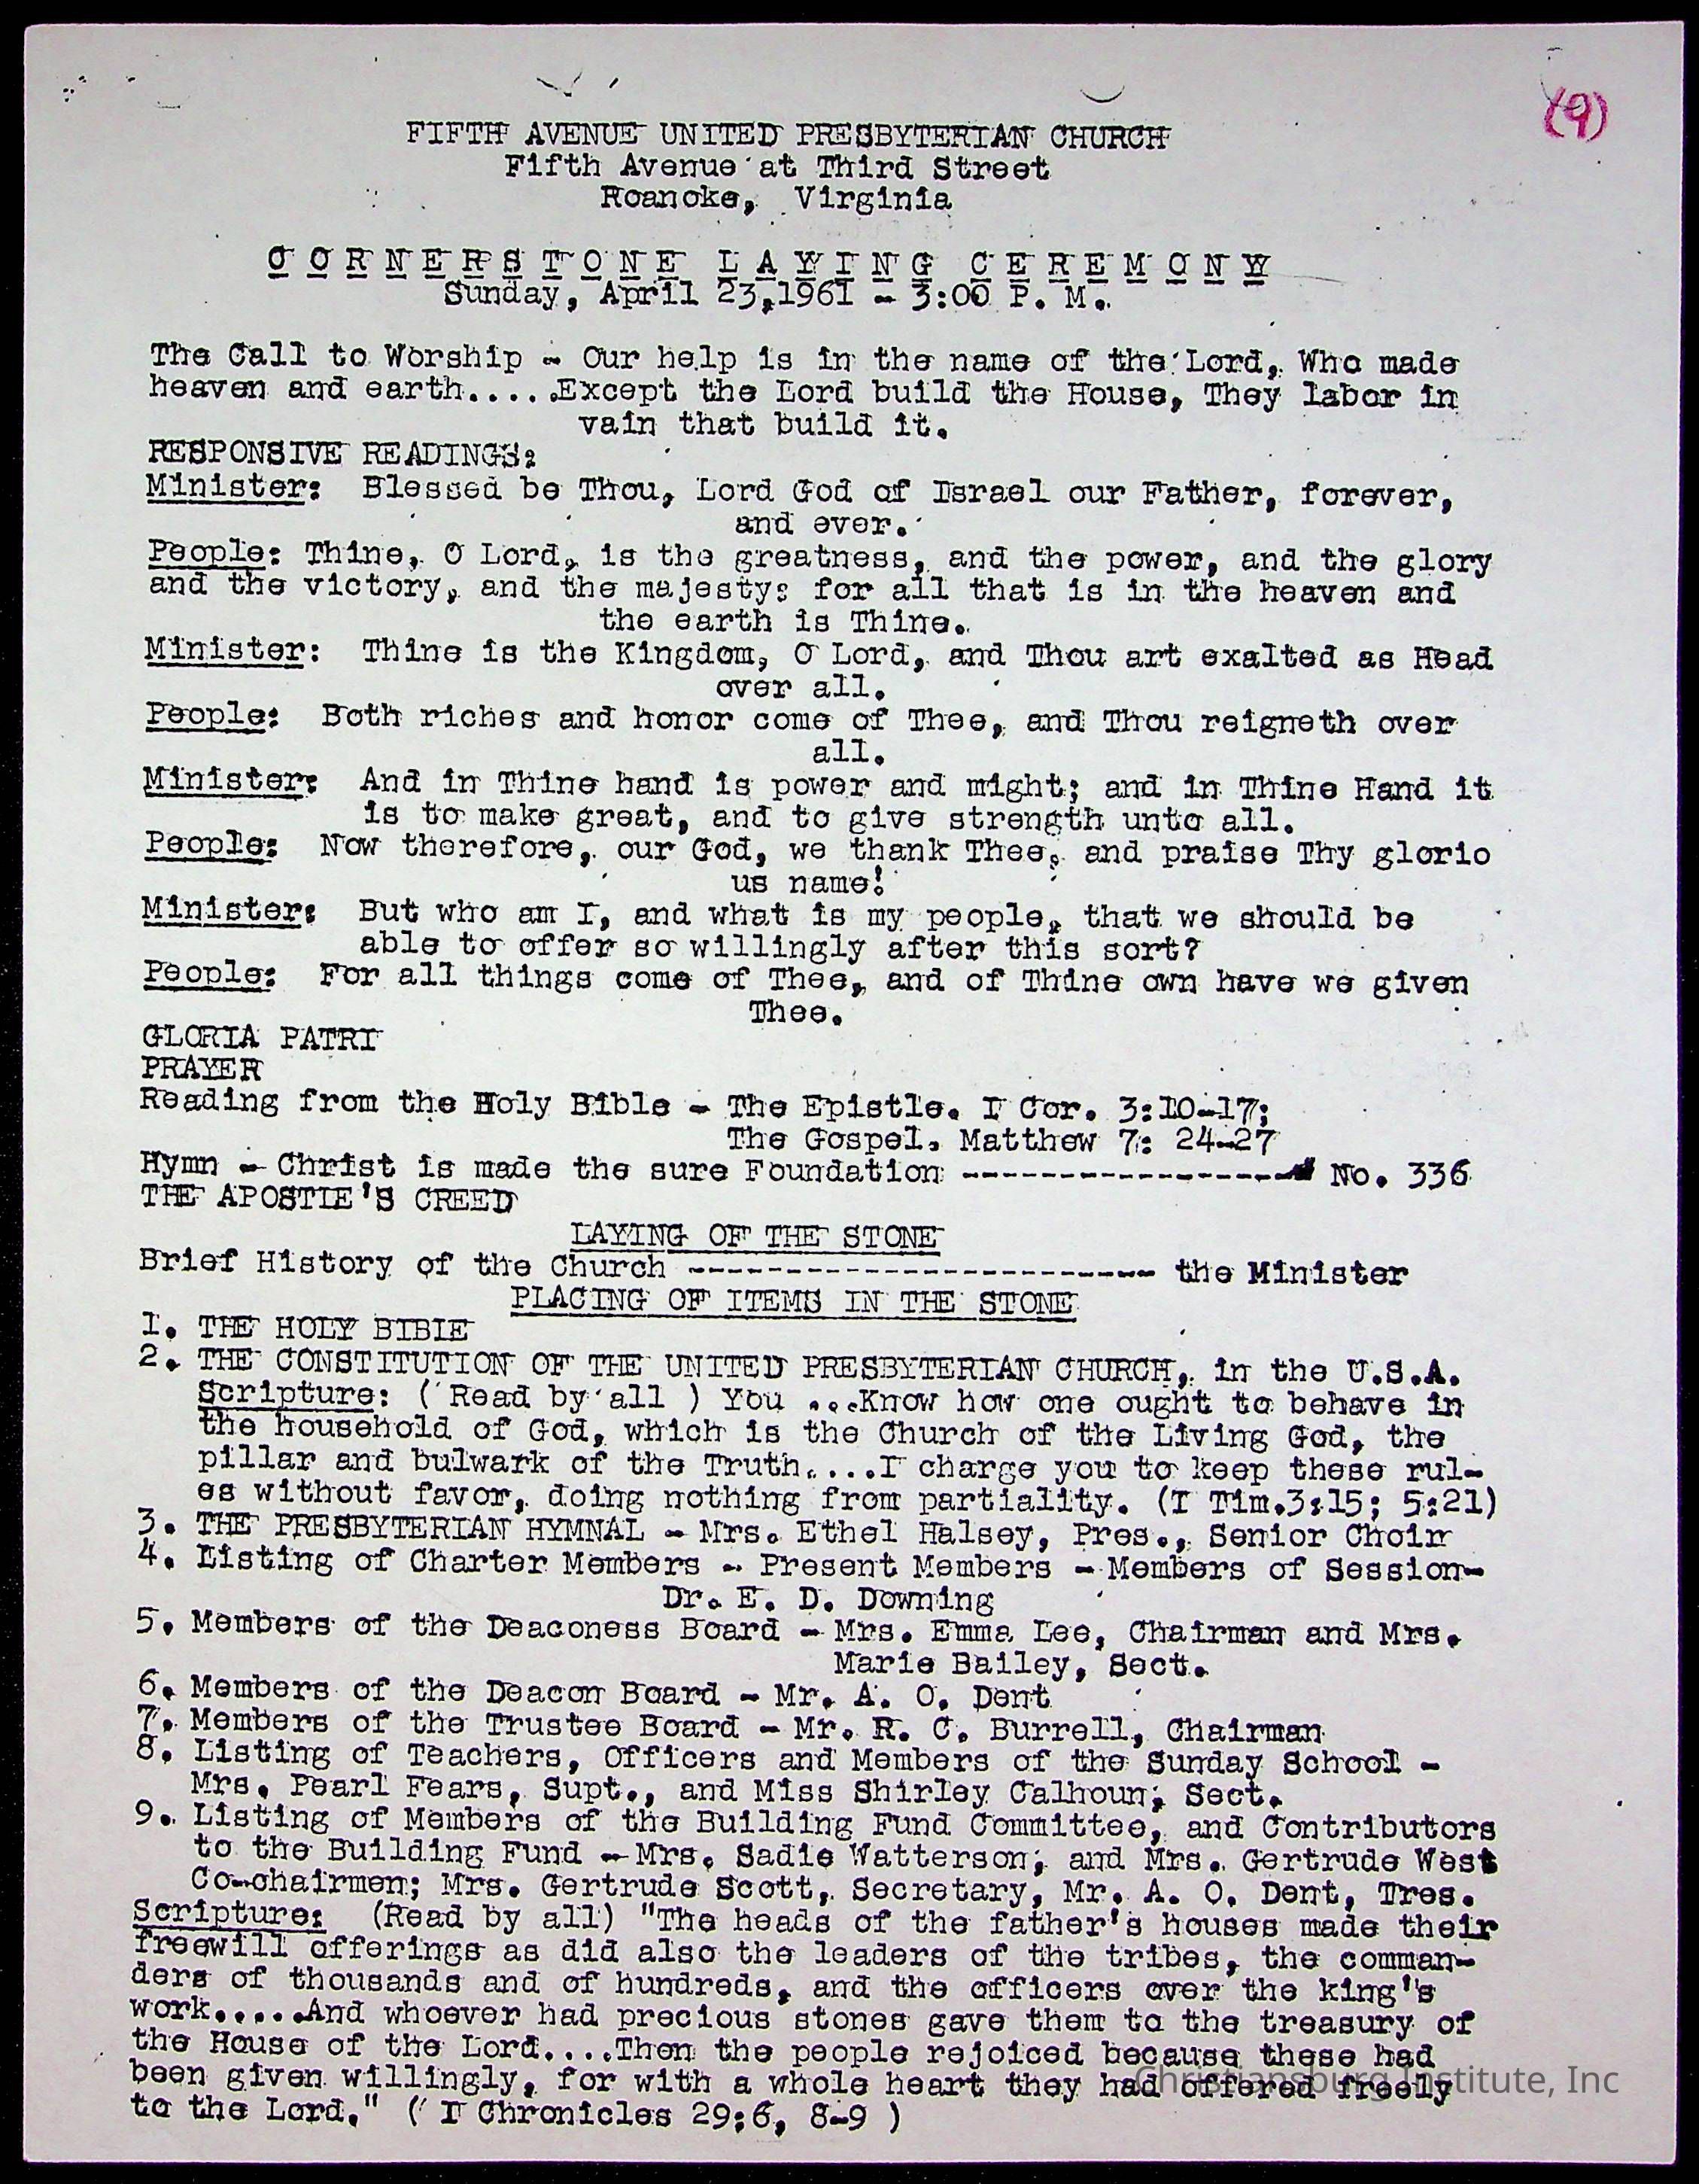 (9)
FIFTH AVENUE UNITED PRESBYTERIAN CHURCH
Fifth Avenue at Third Street
Roanoke, Virginia
CORNERSTONE LAYING CEREMONY
Sunday, April 23,1961 - 3:00 P. M.
The Call to Worship - Our help is in the name of the Lord, Who made
heaven and earth.....Except the Lord build the House, They labor in
vain that build it.
RESPONSIVE READINGS:
Minister: Blessed be Thou, Lord God of Israel our Father, forever,
and ever.
People: Thine, O Lord, is the greatness, and the power, and the glory
and the victory, and the majesty: for all that is in the heaven and
the earth is Thine.
Minister: Thine is the Kingdom, O Lord, and Thou art exalted as Head
over all.
People: Both riches and honor come of Thee, and Thou reigneth over
all.
Minister: And in Thine hand is power and might; and in Thine Hand it
is to make great, and to give strength unto all.
People: Now therefore, our God, we thank Thee, and praise Thy glorio
us name!
Minister: But who am I, and what is my people, that we should be
able to offer so willingly after this sort?
People: For all things come of Thee, and of Thine own have we given
Thee.
GLORIA PATRI
PRAYER
Reading from the Holy Bible - The Epistle. I Cor. 3:10-17;
The Gospel. Matthew 7: 24-27
Hymn - Christ is made the sure Foundation ------------------ No. 336
THE APOSTLE'S CREED
LAYING OF THE STONE
Brief History of the Church ------------------------ the Minister
PLACING OF ITEMS IN THE STONE
1. THE HOLY BIBLE
2. THE CONSTITUTION OF THE UNITED PRESBYTERIAN CHURCH, in the U.S.A.
Scripture: ( Read by all ) You ...Know how one ought to behave in
the household of God, which is the Church of the Living God, the
pillar and bulwark of the Truth.....I charge you to keep these rul-
es without favor, doing nothing from partiality. (I Tim.3:15; 5:21)
3. THE PRESBYTERIAN HYMNAL - Mrs. Ethel Halsey, Pres., Senior Choir
4. Listing of Charter Members - Present Members - Members of Session-
Dr. E. D. Downing
5. Members of the Deaconess Board - Mrs. Emma Lee, Chairman and Mrs.
Marie Bailey, Sect.
6. Members of the Deacon Board - Mr. A. O. Dent
7. Members of the Trustee Board - Mr. R. C. Burrell, Chairman
8. Listing of Teachers, Officers and Members of the Sunday School -
Mrs. Pearl Fears, Supt., and Miss Shirley Calhoun; Sect.
9. Listing of Members of the Building Fund Committee, and Contributors
to the Building Fund - Mrs. Sadie Watterson; and Mrs. Gertrude West
Co-chairmen; Mrs. Gertrude Scott, Secretary, Mr. A. O. Dent, Tres.
Scripture: (Read by all) "The heads of the father's houses made their
freewill offerings as did also the leaders of the tribes, the comman-
ders of thousands and of hundreds, and the officers over the king's
work.....And whoever had precious stones gave them to the treasury of
the House of the Lord....Then the people rejoiced because these had
been given willingly, for with a whole heart they had offered freely
to the Lord." ( I Chronicles 29:6, 8-9 )
Christiansburg Institute, Inc